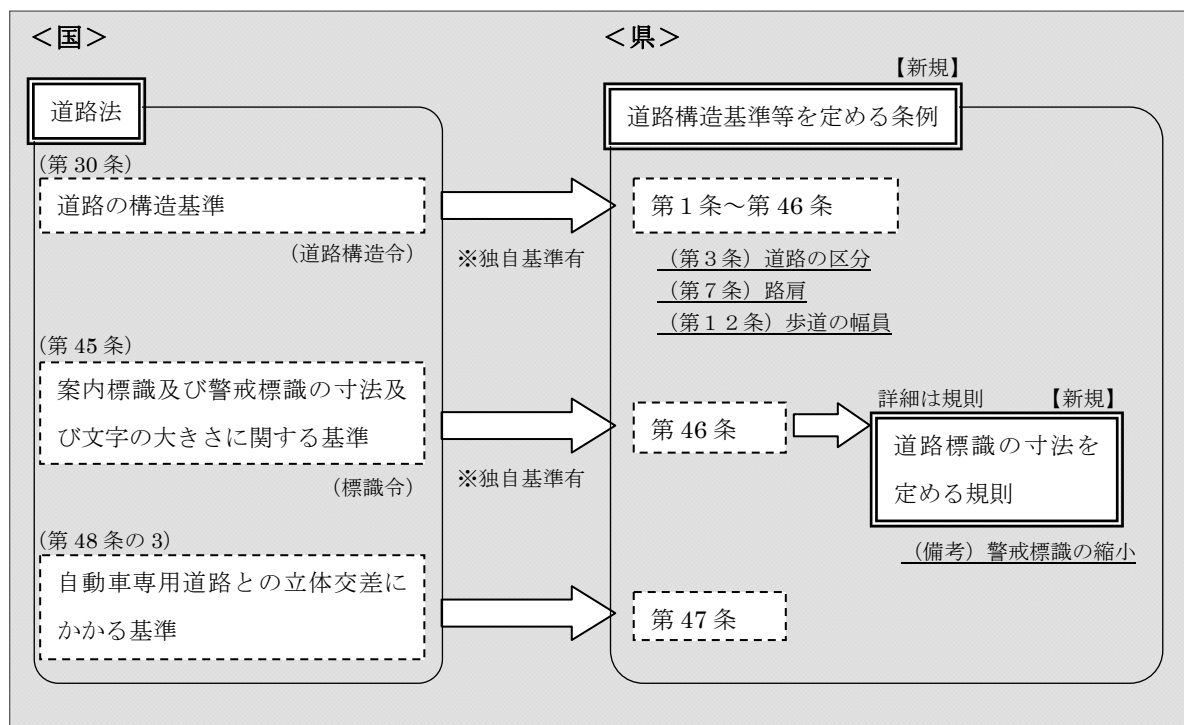 ＜国＞
＜県＞
【新規】
道路法
道路構造基準等を定める条例
（第 30 条）
道路の構造基準
（道路構造令）
※独自基準有
第 1 条～第 46 条
（第３条）道路の区分
（第７条）路肩
（第１２条）歩道の幅員
（第 45 条）
案内標識及び警戒標識の寸法及
び文字の大きさに関する基準
（標識令）
※独自基準有
第 46 条
詳細は規則
【新規】
道路標識の寸法を
定める規則
（備考）警戒標識の縮小
（第 48 条の 3）
自動車専用道路との立体交差に
かかる基準
第 47 条